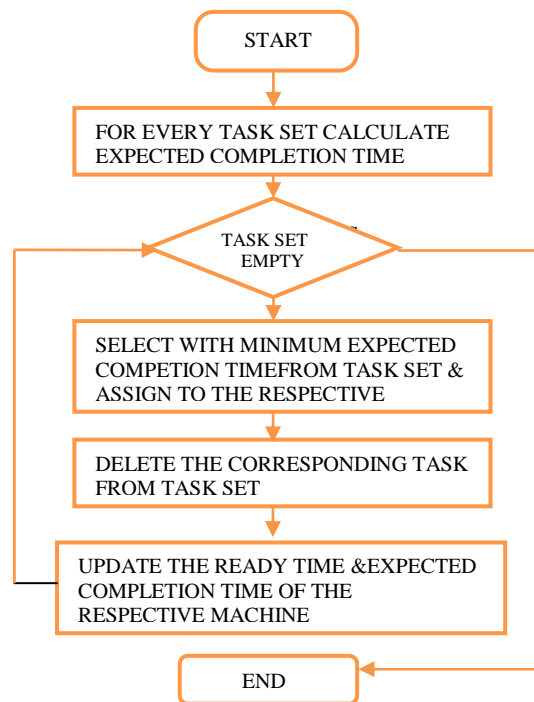 START
FOR EVERY TASK SET CALCULATE
EXPECTED COMPLETION TIME
TASK SET
EMPTY
SELECT WITH MINIMUM EXPECTED
COMPETION TIMEFROM TASK SET &
ASSIGN TO THE RESPECTIVE
DELETE THE CORRESPONDING TASK
FROM TASK SET
UPDATE THE READY TIME &EXPECTED
COMPLETION TIME OF THE
RESPECTIVE MACHINE
END